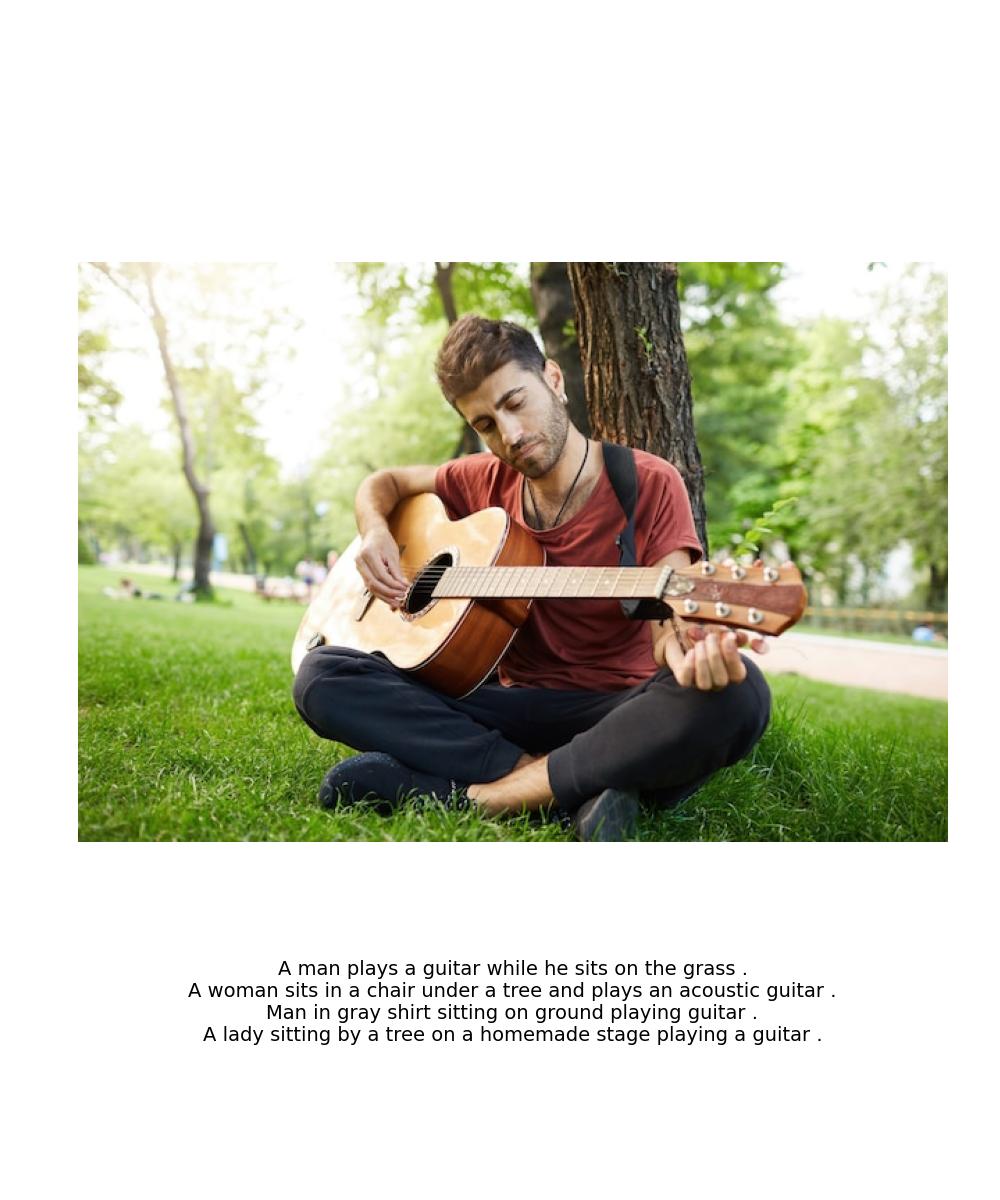 A man plays a guitar while he sits on the grass .
A woman sits in a chair under a tree and plays an acoustic guitar .
Man in gray shirt sitting on ground playing guitar .
A lady sitting by a tree on a homemade stage playing a guitar .